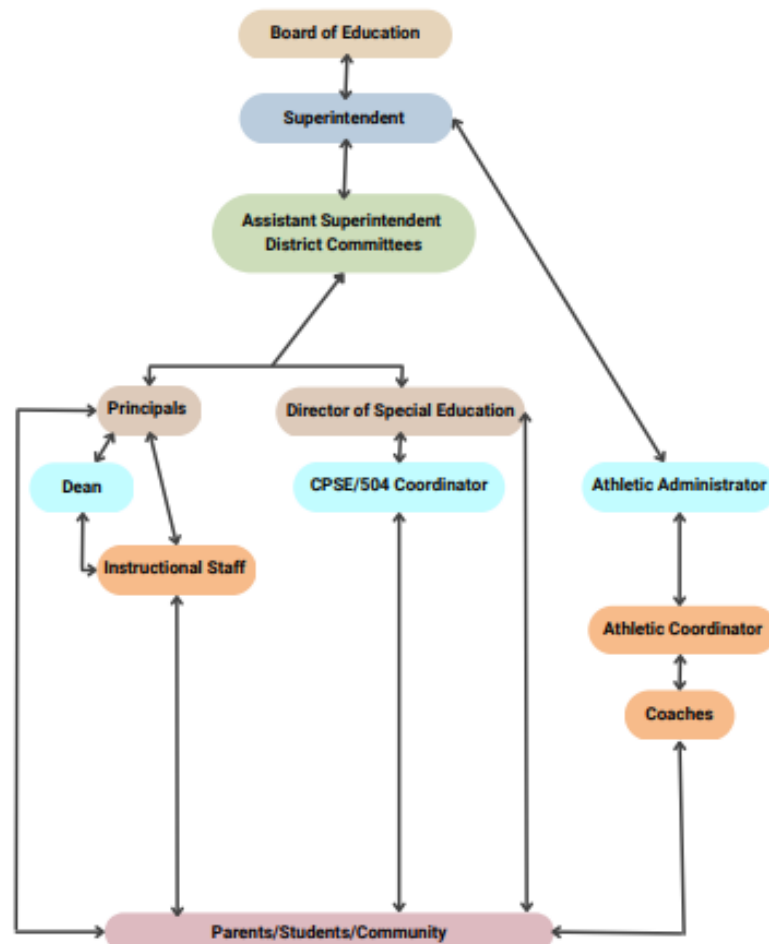 Board of Education
Superintendent
Assistant Superintendent
District Committees
Principals
Director of Special Education
Dean
CPSE/504 Coordinator
Athletic Administrator
Instructional Staff
Athletic Coordinator
Coaches
Parents/Students/Community